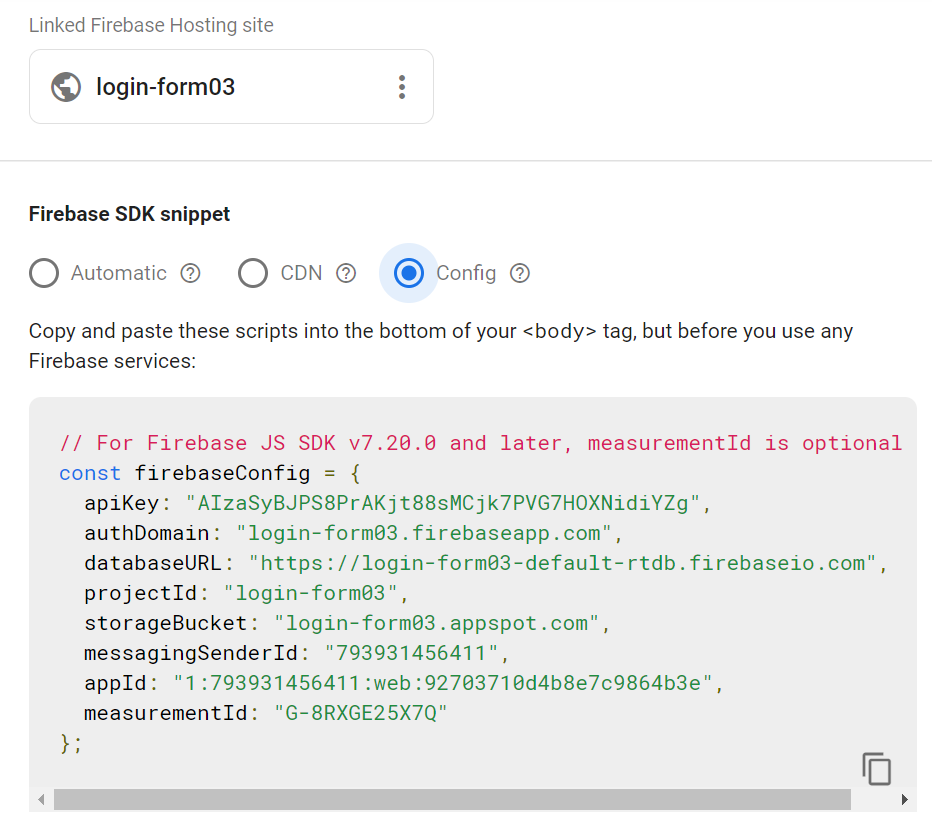 Linked Firebase Hosting site
login-form03
Firebase SDK snippet
Automatic ? CDN ? Config ?
Copy and paste these scripts into the bottom of your <body> tag, but before you use any
Firebase services:
// For Firebase JS SDK v7.20.0 and later, measurementId is optional
const firebaseConfig = {
  apiKey: "AIzaSyBJPS8PrAKjt88sMCjk7PVG7HOXNidiYZg",
  authDomain: "login-form03.firebaseapp.com",
  databaseURL: "https://login-form03-default-rtdb.firebaseio.com",
  projectId: "login-form03",
  storageBucket: "login-form03.appspot.com",
  messagingSenderId: "793931456411",
  appId: "1:793931456411:web:92703710d4b8e7c9864b3e",
  measurementId: "G-8RXGE25X7Q"
};